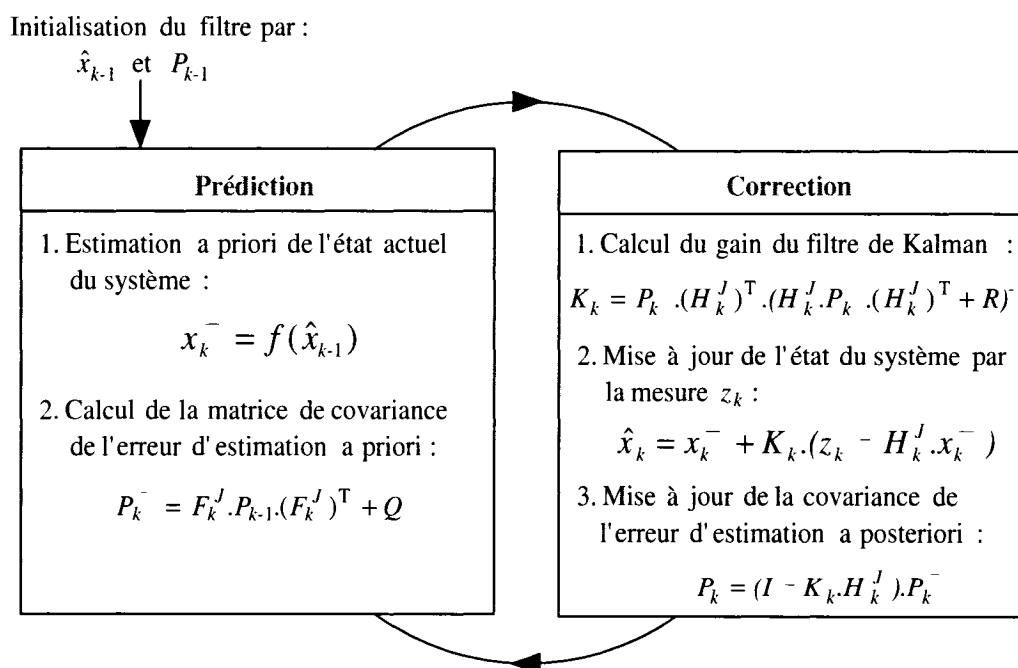 Initialisation du filtre par :
x̂ₖ₋₁ et Pₖ₋₁
Prédiction
1. Estimation a priori de l'état actuel
du système :
xₖ⁻ = f(x̂ₖ₋₁)
2. Calcul de la matrice de covariance
de l'erreur d'estimation a priori :
Pₖ⁻ = Fₖᴶ.Pₖ₋₁.(Fₖᴶ)ᵀ + Q
Correction
1. Calcul du gain du filtre de Kalman :
Kₖ = Pₖ .(Hₖᴶ)ᵀ.(Hₖᴶ.Pₖ .(Hₖᴶ)ᵀ + R)⁻
2. Mise à jour de l'état du système par
la mesure zₖ :
x̂ₖ = xₖ⁻ + Kₖ.(zₖ - Hₖᴶ.xₖ⁻ )
3. Mise à jour de la covariance de
l'erreur d'estimation a posteriori :
Pₖ = (I - Kₖ.Hₖᴶ).Pₖ⁻